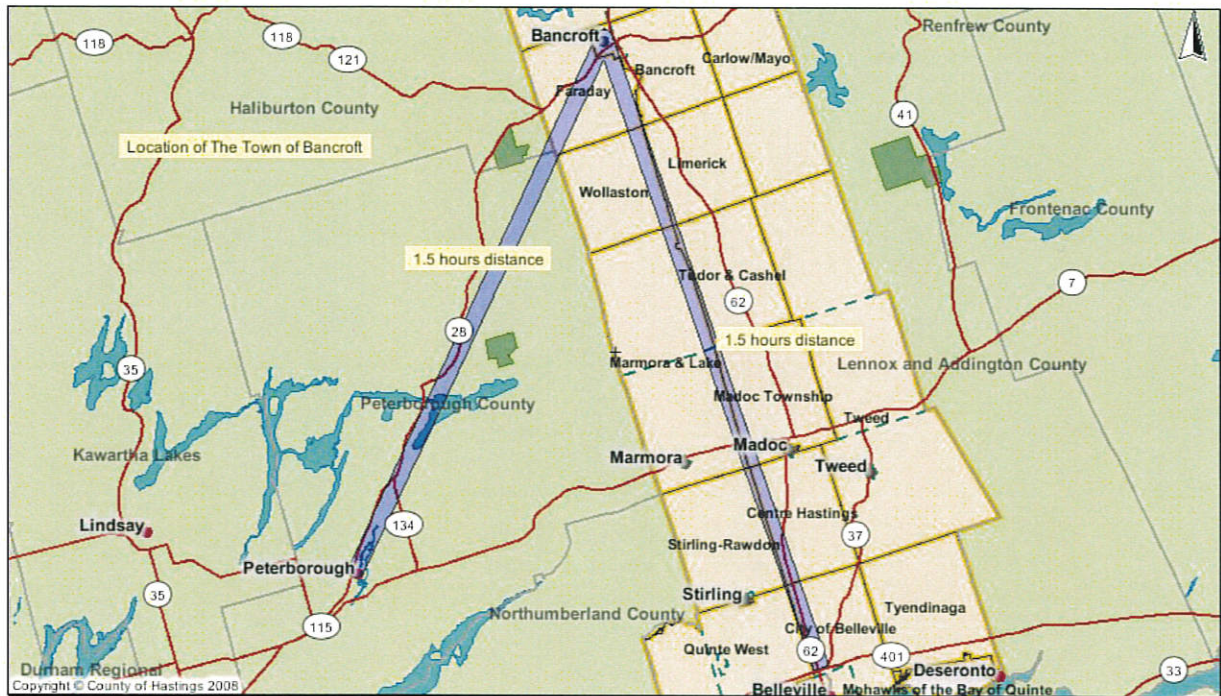 118
118
121
Bancroft
Renfrew County
Bancroft
Carlow/Mayo
Faraday
Haliburton County
41
Location of The Town of Bancroft
Limerick
Wollaston
Frontenac County
1.5 hours distance
Tudor & Cashel
7
62
28
1.5 hours distance
35
Marmora & Lake
Lennox and Addington County
Madoc Township
Peterborough County
Tweed
Kawartha Lakes
Marmora
Madoc
Tweed
Lindsay
134
Centre Hastings
37
Stirling-Rawdon
Peterborough
35
Stirling
Northumberland County
Tyendinaga
115
City of Belleville
Quinte West
62
401
Durham Regional
Deseronto
33
Copyright © County of Hastings 2008
Belleville
Mohawks of the Bay of Quinte